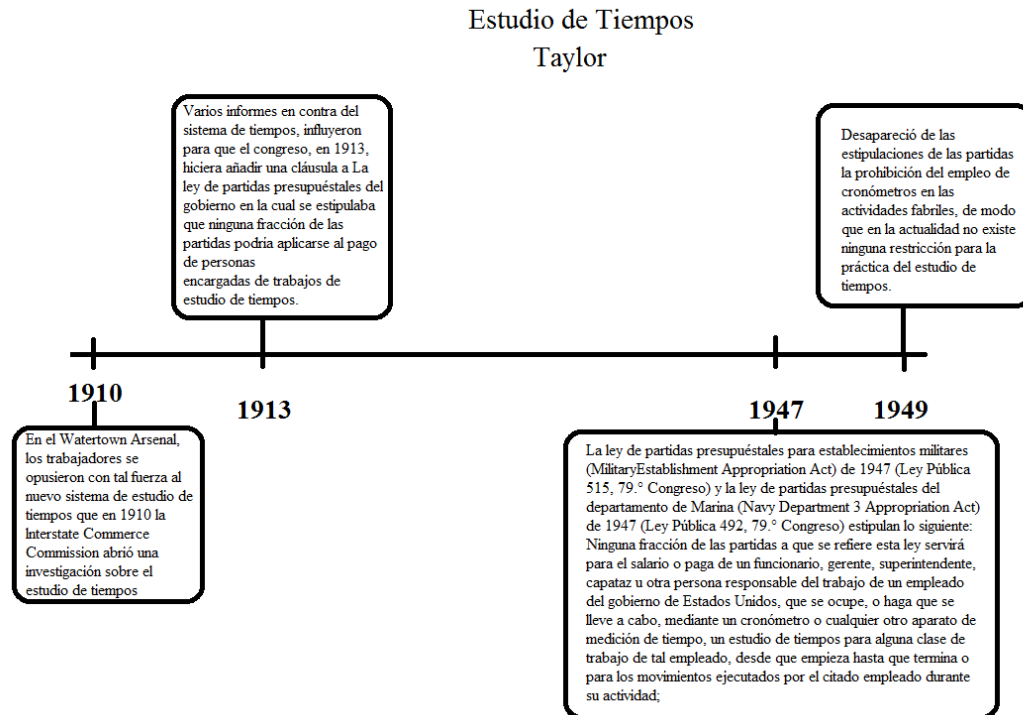 Estudio de Tiempos
Taylor
Varios informes en contra del
sistema de tiempos, influyeron
para que el congreso, en 1913,
hiciera añadir una cláusula a La
ley de partidas presupuéstales del
gobierno en la cual se estipulaba
que ninguna fracción de las
partidas podría aplicarse al pago
de personas
encargadas de trabajos de
estudio de tiempos.
Desapareció de las
estipulaciones de las partidas
la prohibición del empleo de
cronómetros en las
actividades fabriles, de modo
que en la actualidad no existe
ninguna restricción para la
práctica del estudio de
tiempos.
1910
1913
1947
1949
En el Watertown Arsenal,
los trabajadores se
opusieron con tal fuerza al
nuevo sistema de estudio de
tiempos que en 1910 la
lnterstate Commerce
Commission abrió una
investigación sobre el
estudio de tiempos
La ley de partidas presupuéstales para establecimientos militares
(MilitaryEstablishment Appropriation Act) de 1947 (Ley Pública
515, 79.° Congreso) y la ley de partidas presupuéstales del
departamento de Marina (Navy Department 3 Appropriation Act)
de 1947 (Ley Pública 492, 79.° Congreso) estipulan lo siguiente:
Ninguna fracción de las partidas a que se refiere esta ley servirá
para el salario o paga de un funcionario, gerente, superintendente,
capataz u otra persona responsable del trabajo de un empleado
del gobierno de Estados Unidos, que se ocupe, o haga que se
lleve a cabo, mediante un cronómetro o cualquier otro aparato de
medición de tiempo, un estudio de tiempos para alguna clase de
trabajo de tal empleado, desde que empieza hasta que termina o
para los movimientos ejecutados por el citado empleado durante
su actividad;